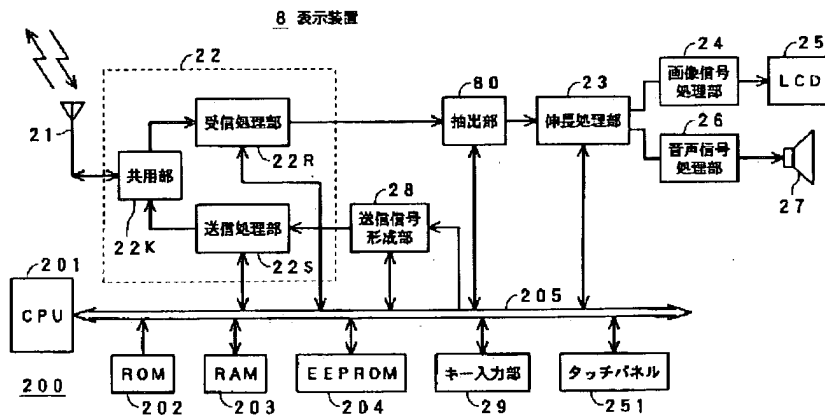 8 表示装置
22
24
25
80
23
画像信号
処理部
LCD
受信処理部
抽出部
伸長処理部
26
21
22R
音声信号
処理部
共用部
28
27
22K
送信処理部
送信信号
形成部
22S
201
205
CPU
ROM
RAM
EEPROM
キー入力部
タッチパネル
200
202
203
204
29
251